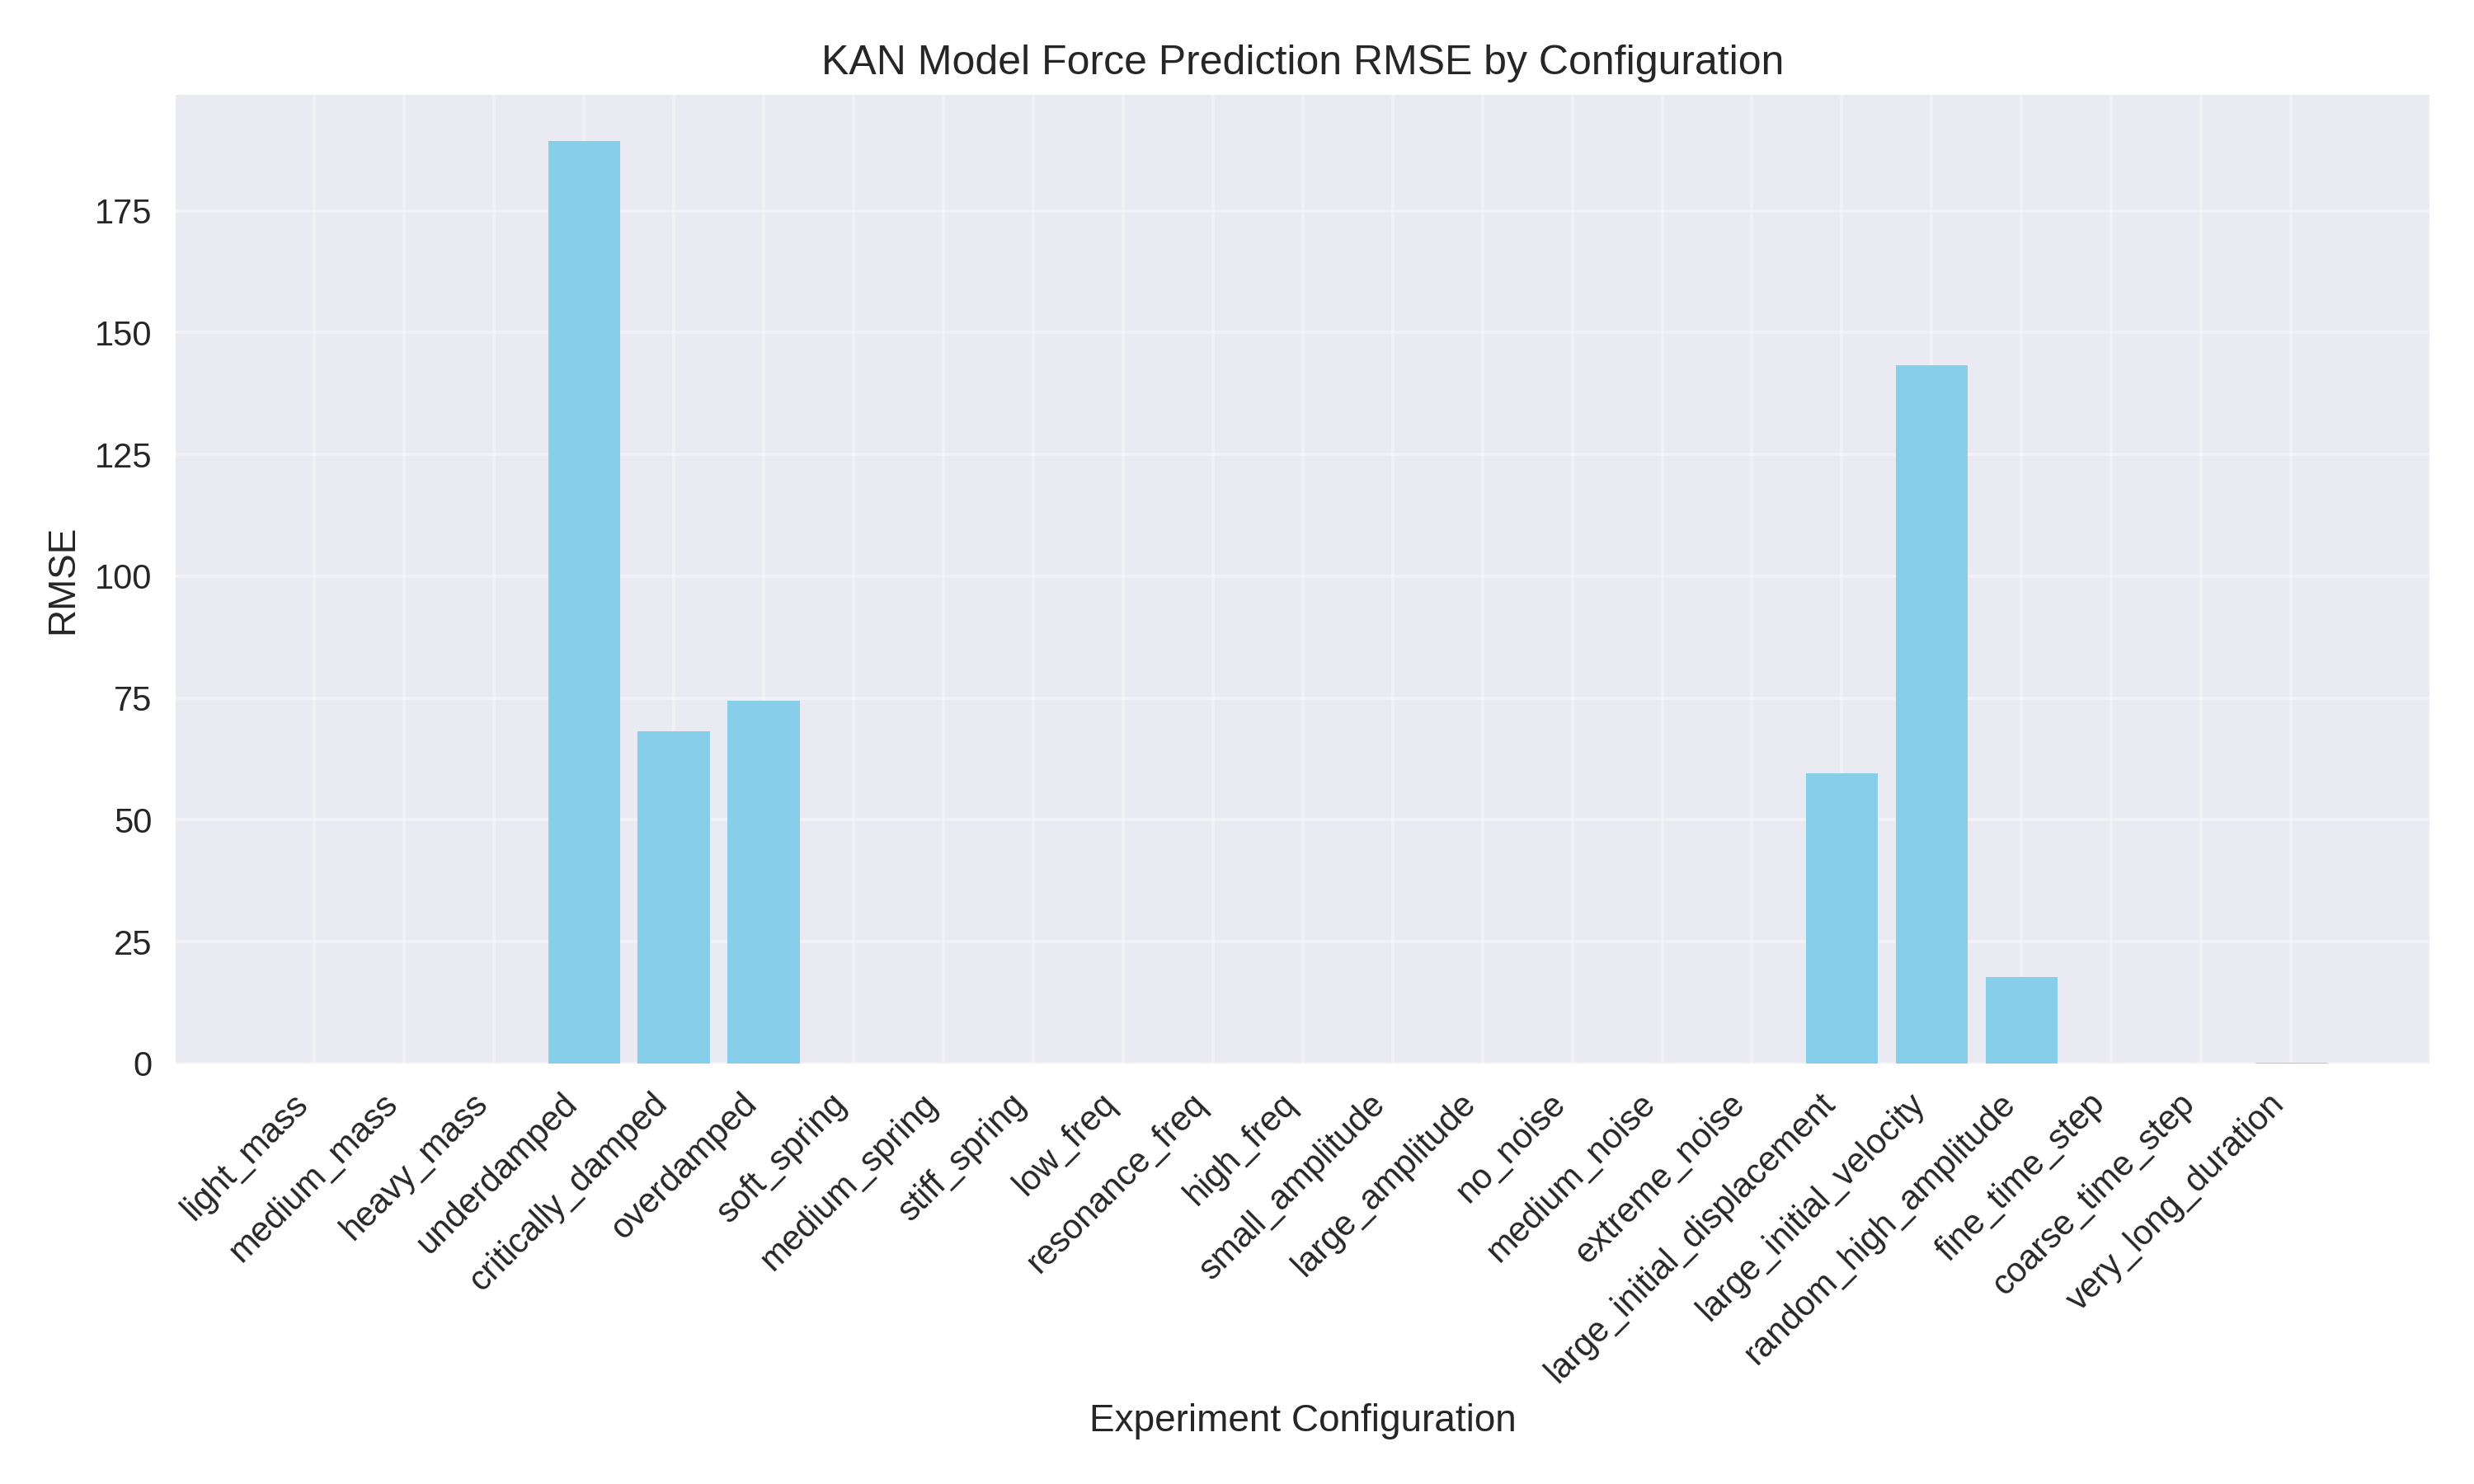 KAN Model Force Prediction RMSE by Configuration
RMSE
175
150
125
100
75
50
25
0
light_mass
medium_mass
heavy_mass
underdamped
critically_damped
overdamped
soft_spring
medium_spring
stiff_spring
low_freq
resonance_freq
high_freq
small_amplitude
large_amplitude
no_noise
medium_noise
extreme_noise
large_initial_displacement
large_initial_velocity
random_high_amplitude
fine_time_step
coarse_time_step
very_long_duration
Experiment Configuration